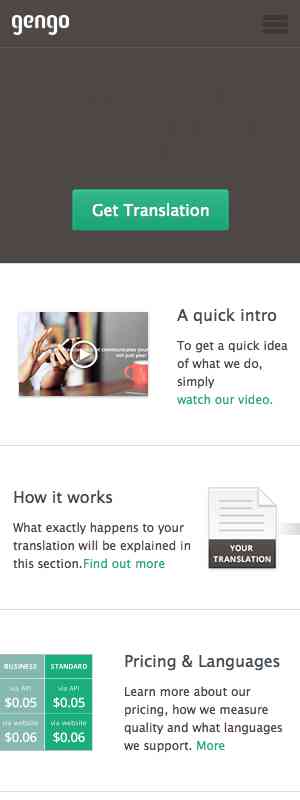 gengo
Get Translation
A quick intro
To get a quick idea
of what we do,
simply
watch our video.
How it works
What exactly happens to your
translation will be explained in
this section.Find out more
YOUR
TRANSLATION
BUSINESS STANDARD
via API via API
$0.05 $0.05
via website via website
$0.06 $0.06
Pricing & Languages
Learn more about our
pricing, how we measure
quality and what languages
we support. More